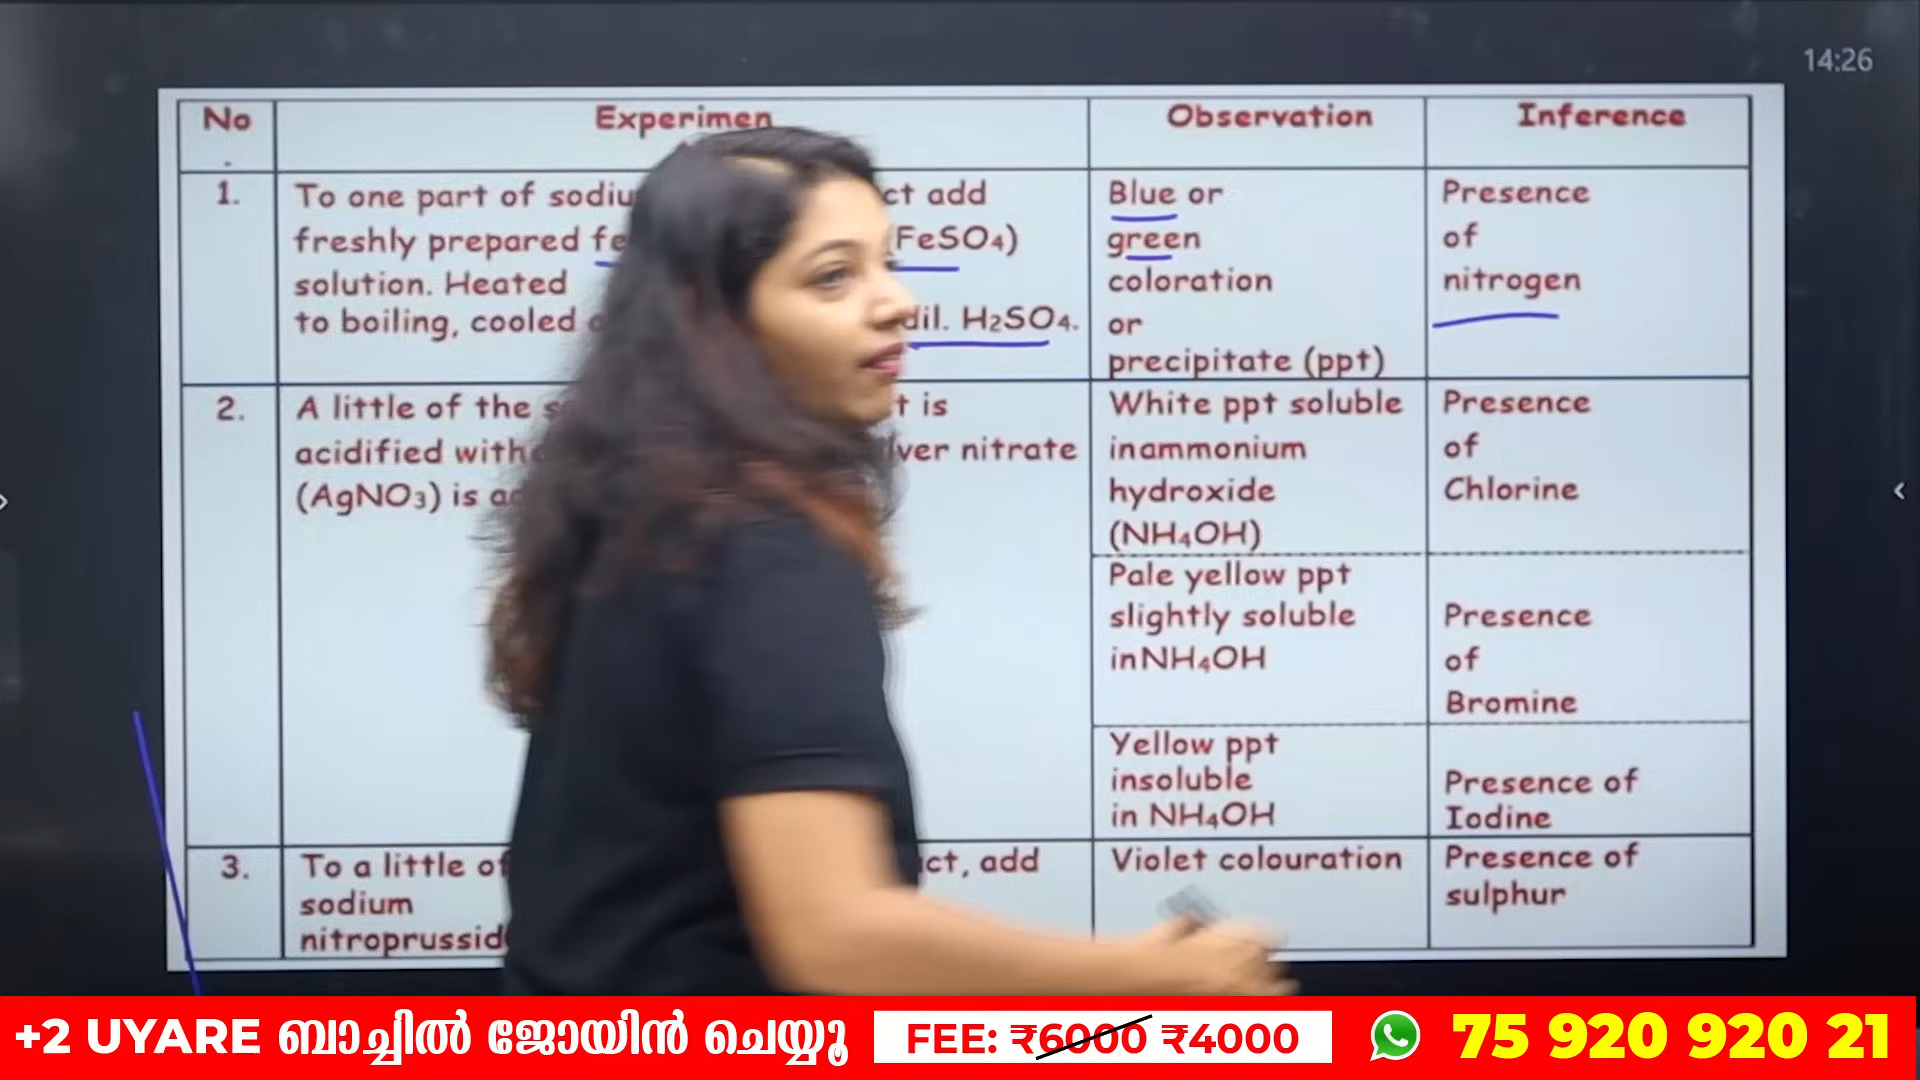 14:26
No Experimen Observation Inference
.
1. To one part of ct add
freshly prepared (FeSO4)
solution. Heated
to boiling, cooled dil. H2SO4.
Blue or
green
coloration
or
precipitate (ppt)
Presence
of
nitrogen
2. A little of the t is
acidified with nitrate
(AgNO3) is
White ppt soluble
inammonium
hydroxide
(NH4OH)
Presence
of
Chlorine
Pale yellow ppt
slightly soluble
inNH4OH
Presence
of
Bromine
Yellow ppt
insoluble
in NH4OH
Presence of
Iodine
3. To a little of ct, add
sodium
nitroprussid
Violet colouration
Presence of
sulphur
+2 UYARE ബാച്ചിൽ ജോയിൻ ചെയ്യൂ FEE: ₹6000 ₹4000 75 920 920 21